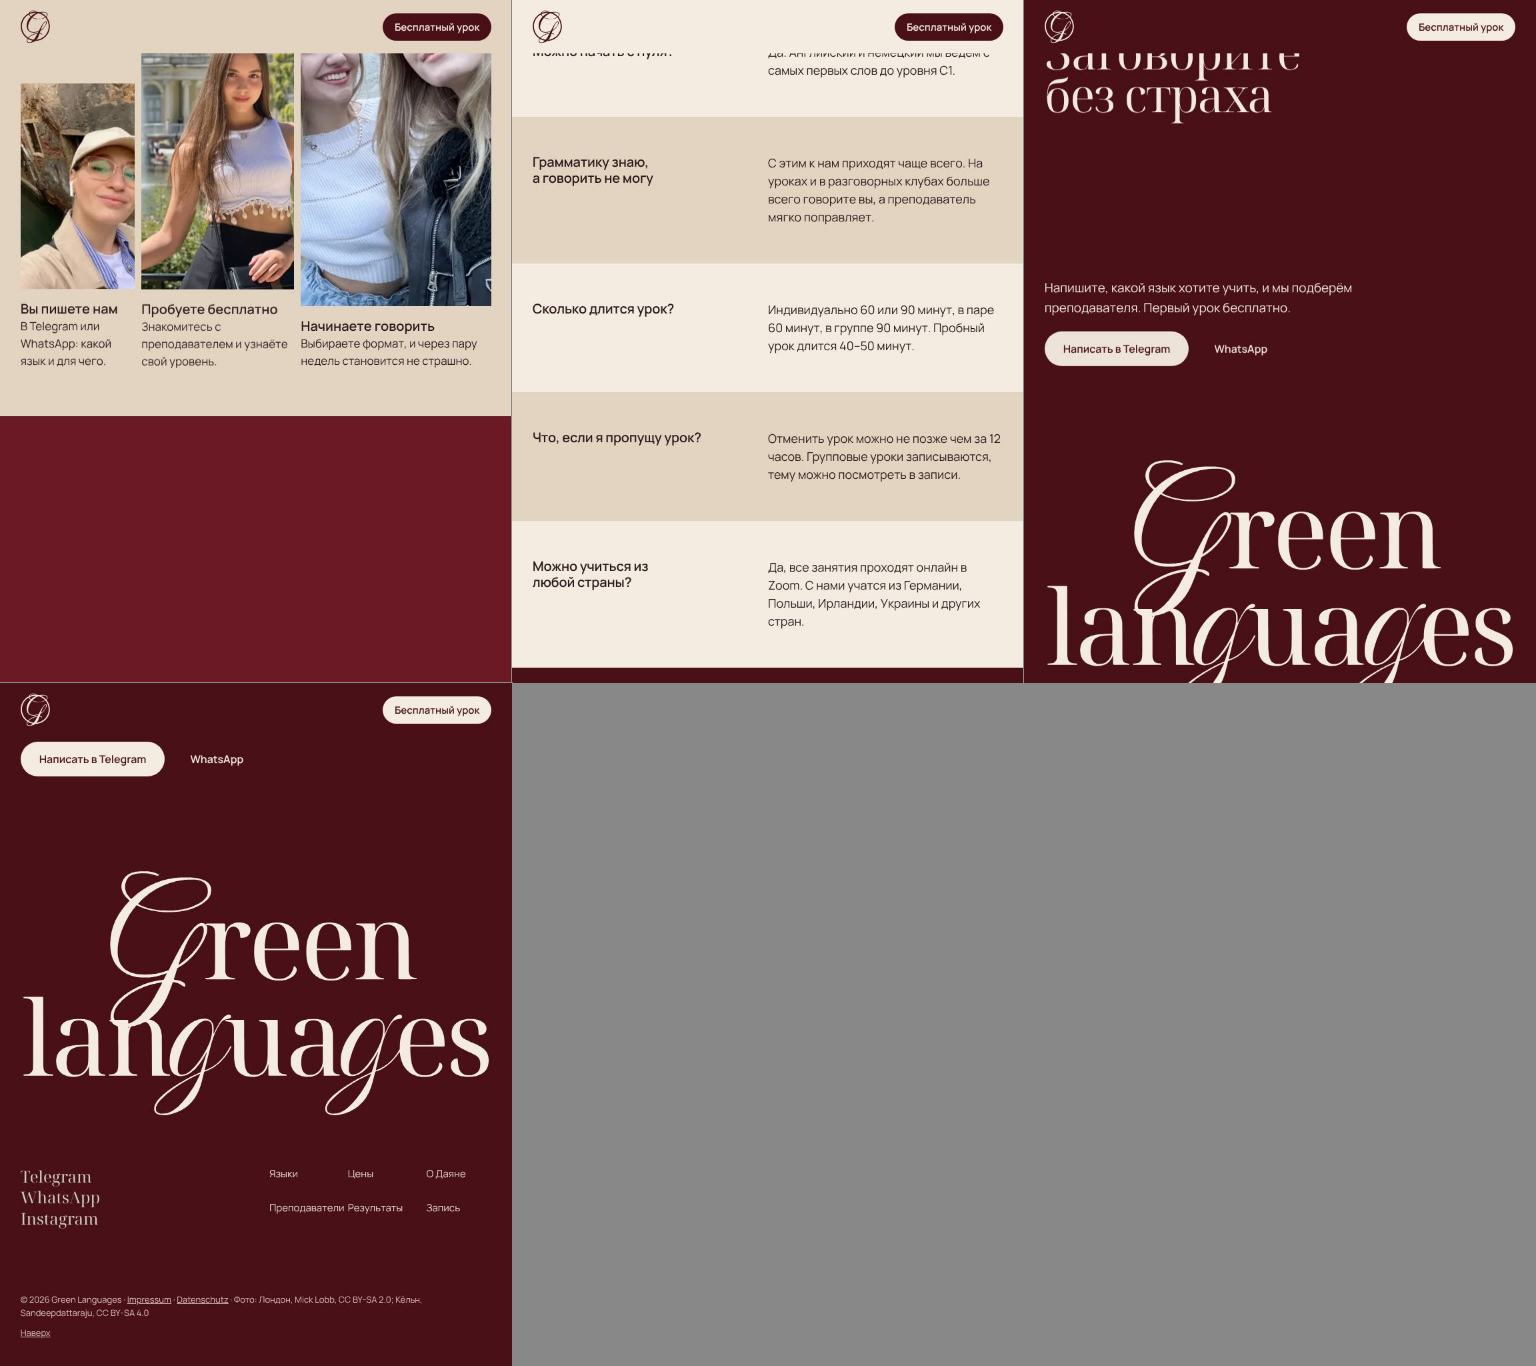 Бесплатный урок
Вы пишете нам
В Telegram или
WhatsApp: какой
язык и для чего.
Пробуете бесплатно
Знакомитесь с
преподавателем и узнаёте
свой уровень.
Начинаете говорить
Выбираете формат, и через пару
недель становится не страшно.
Бесплатный урок
Можно начать с нуля?
Да. Английский и немецкий мы ведём с
самых первых слов до уровня C1.
Грамматику знаю,
а говорить не могу
С этим к нам приходят чаще всего. На
уроках и в разговорных клубах больше
всего говорите вы, а преподаватель
мягко поправляет.
Сколько длится урок?
Индивидуально 60 или 90 минут, в паре
60 минут, в группе 90 минут. Пробный
урок длится 40–50 минут.
Что, если я пропущу урок?
Отменить урок можно не позже чем за 12
часов. Групповые уроки записываются,
тему можно посмотреть в записи.
Можно учиться из
любой страны?
Да, все занятия проходят онлайн в
Zoom. С нами учатся из Германии,
Польши, Ирландии, Украины и других
стран.
Бесплатный урок
Заговорите
без страха
Напишите, какой язык хотите учить, и мы подберём
преподавателя. Первый урок бесплатно.
Написать в Telegram
WhatsApp
Green
languages
Бесплатный урок
Написать в Telegram
WhatsApp
Green
languages
Telegram
WhatsApp
Instagram
Языки
Цены
О Даяне
Преподаватели
Результаты
Запись
© 2026 Green Languages · Impressum · Datenschutz · Фото: Лондон, Mick Lobb, CC BY-SA 2.0; Кёльн,
Sandeepdattaraju, CC BY-SA 4.0
Наверх